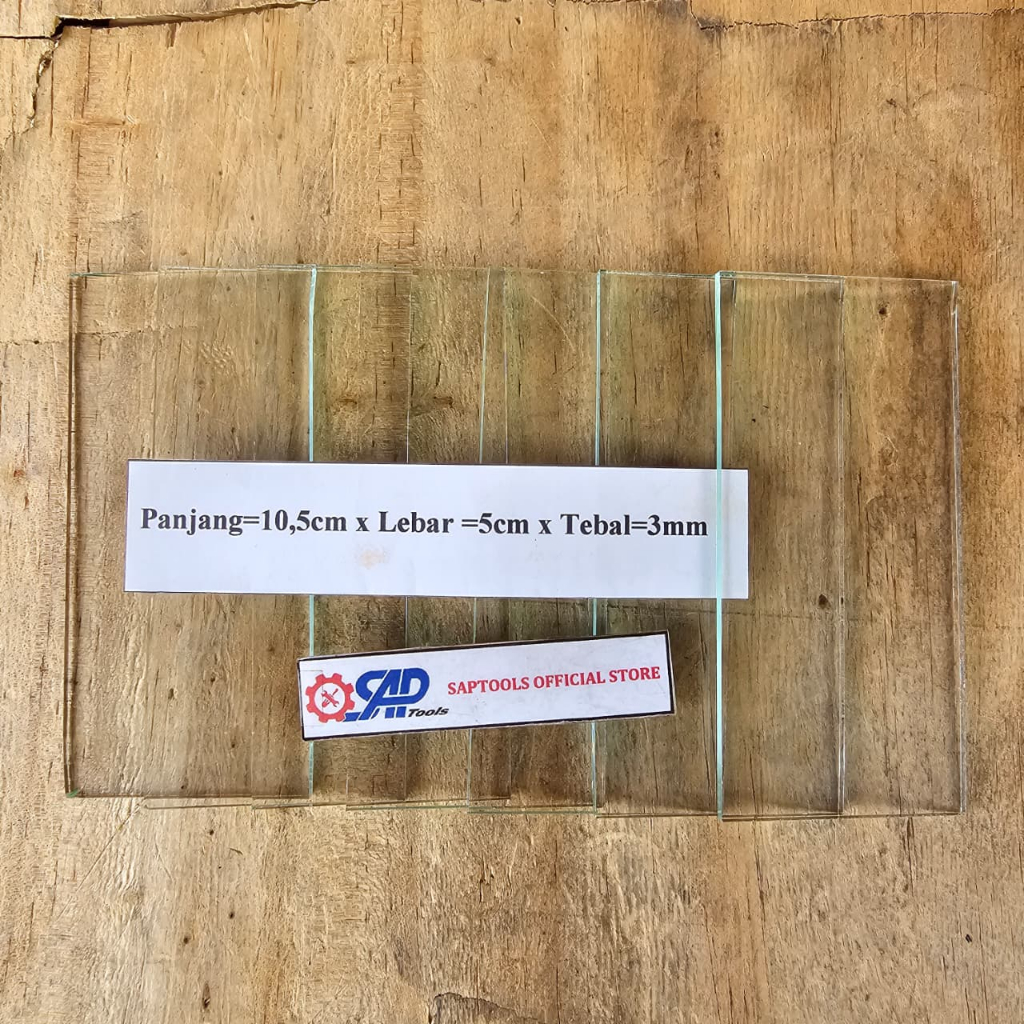 Panjang=10,5cm x Lebar =5cm x Tebal=3mm
SAP Tools SAPTOOLS OFFICIAL STORE